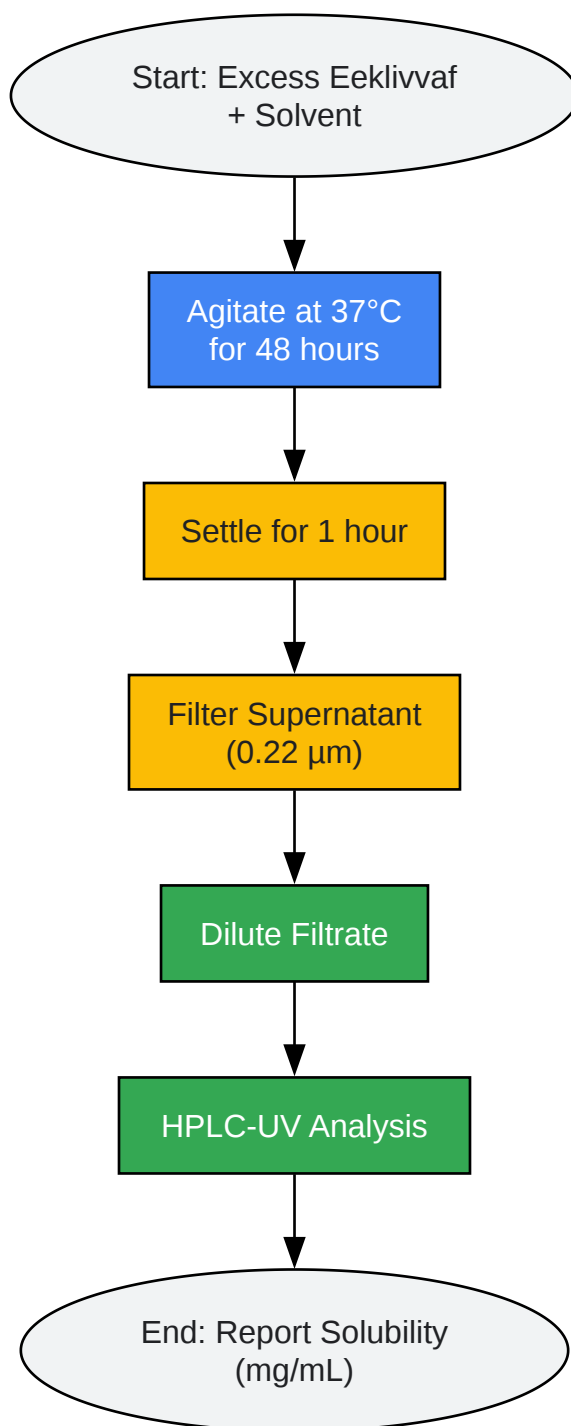 Start: Excess Eeklivvaf
+ Solvent
Agitate at 37°C
for 48 hours
Settle for 1 hour
Filter Supernatant
(0.22 µm)
Dilute Filtrate
HPLC-UV Analysis
End: Report Solubility
(mg/mL)